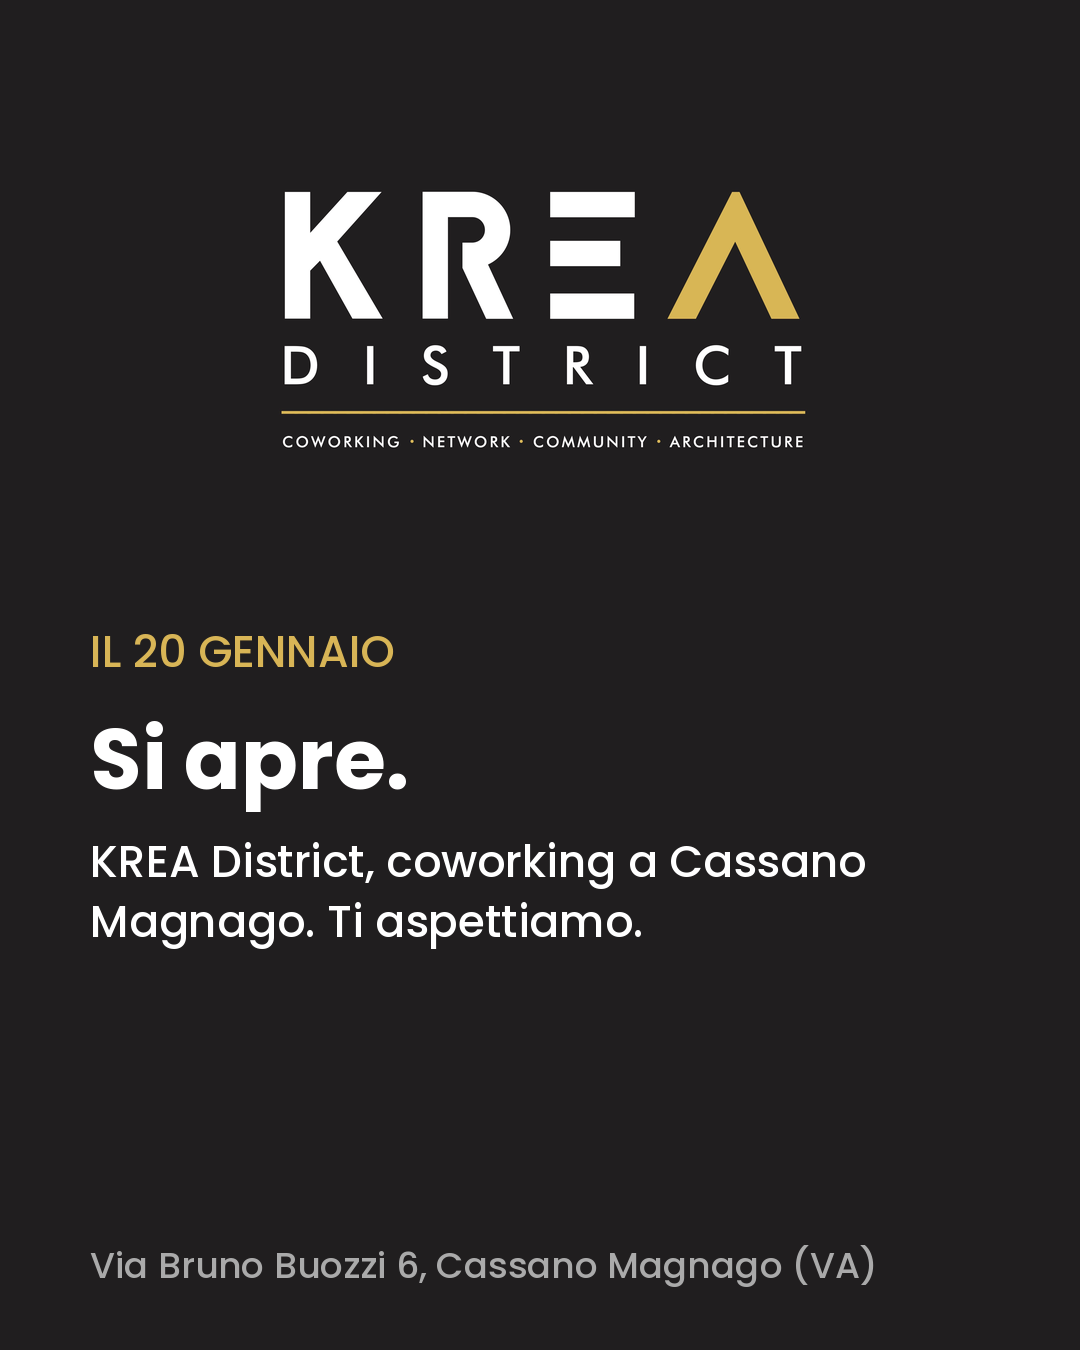 KREA
DISTRICT
COWORKING · NETWORK · COMMUNITY · ARCHITECTURE
IL 20 GENNAIO
Si apre.
KREA District, coworking a Cassano
Magnago. Ti aspettiamo.
Via Bruno Buozzi 6, Cassano Magnago (VA)